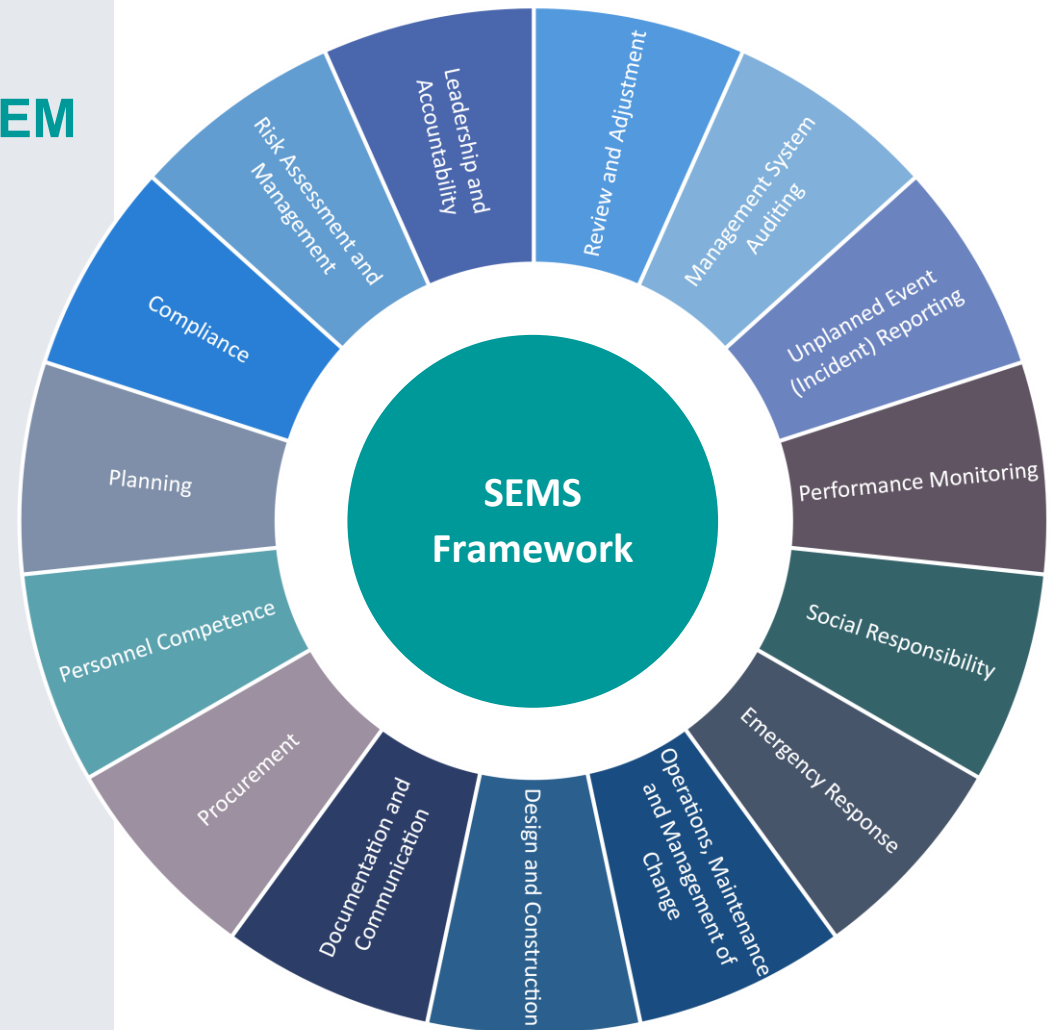 EM
Leadership and
Accountability
Review and Adjustment
Management System
Auditing
Unplanned Event
(Incident) Reporting
Performance Monitoring
Social Responsibility
Emergency Response
Operations, Maintenance
and Management of
Change
Design and Construction
Documentation and
Communication
Procurement
Personnel Competence
Planning
Compliance
Risk Assessment and
Management
SEMS
Framework